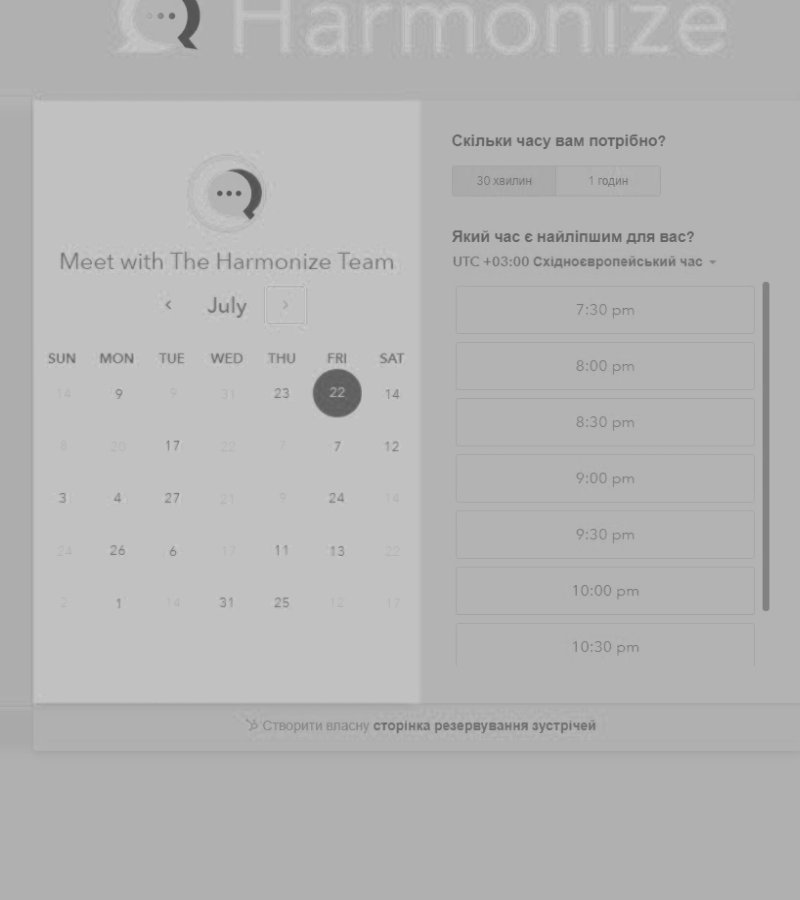 Harmonize
Meet with The Harmonize Team
July
SUN MON TUE WED THU FRI SAT
14 9 9 31 23 22 14
4 20 17 22 7 7 12
3 4 27 21 9 24 14
24 26 6 17 11 13 22
2 1 14 31 25 12 17
Скільки часу вам потрібно?
30 хвилин 1 годин
Який час є найліпшим для вас?
UTC +03:00 Східноєвропейський час
7:30 pm
8:00 pm
8:30 pm
9:00 pm
9:30 pm
10:00 pm
10:30 pm
Створити власну сторінка резервування зустрічей